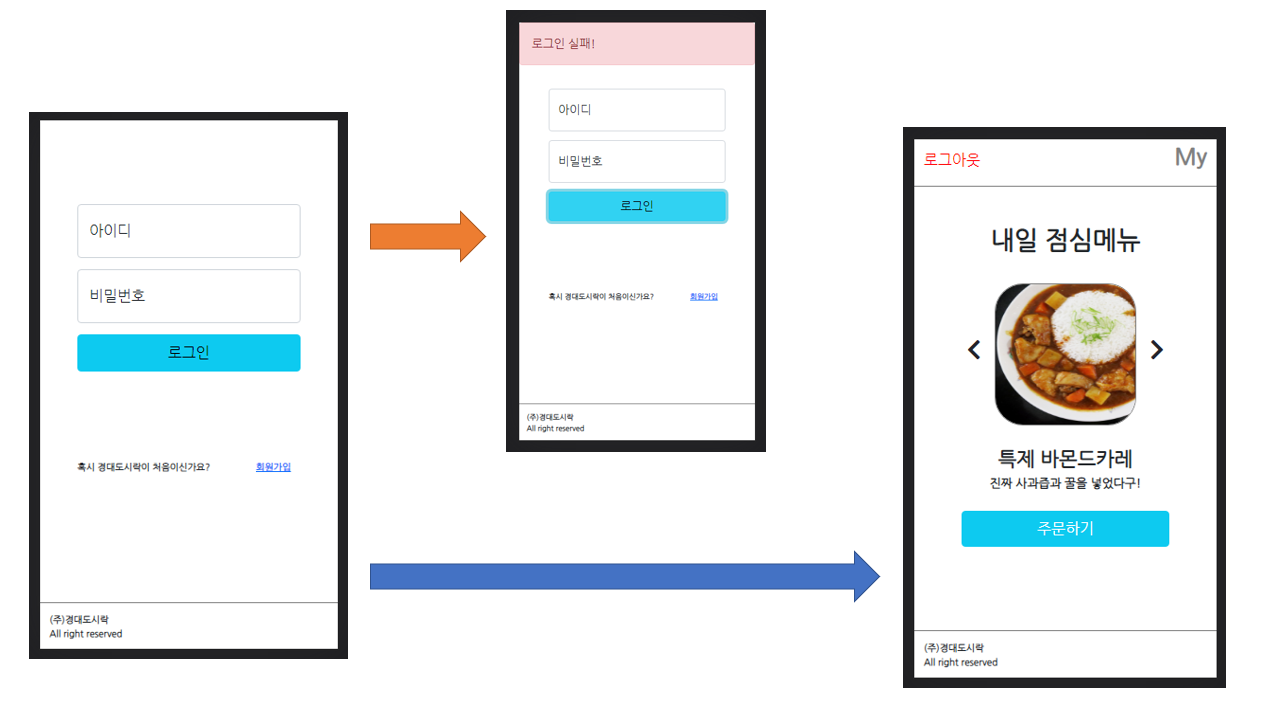 아이디
비밀번호
로그인
혹시 경대도시락이 처음이신가요? 회원가입
(주)경대도시락
All right reserved
로그인 실패!
아이디
비밀번호
로그인
혹시 경대도시락이 처음이신가요? 회원가입
(주)경대도시락
All right reserved
로그아웃 My
내일 점심메뉴
특제 바몬드카레
진짜 사과즙과 꿀을 넣었다구!
주문하기
(주)경대도시락
All right reserved